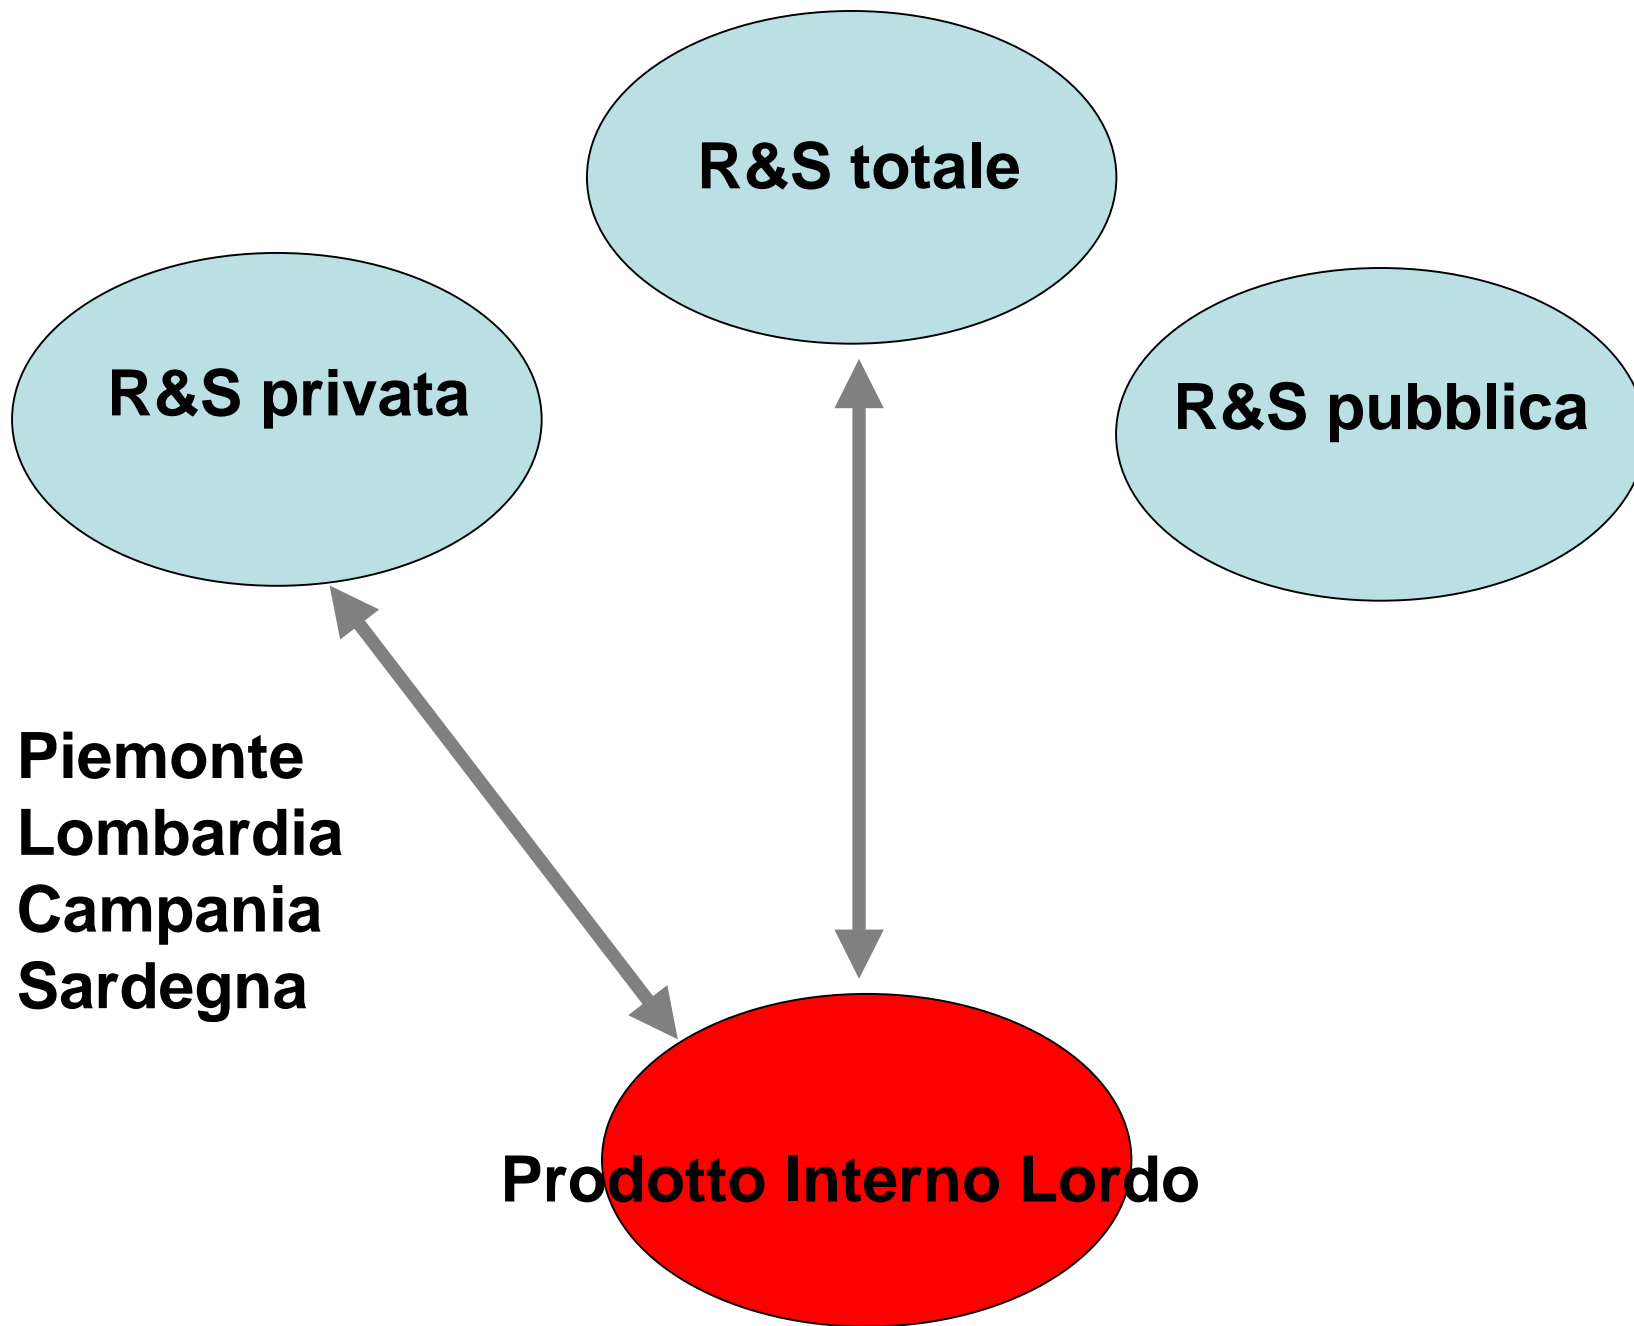 R&S totale
R&S privata
R&S pubblica
Piemonte
Lombardia
Campania
Sardegna
Prodotto Interno Lordo